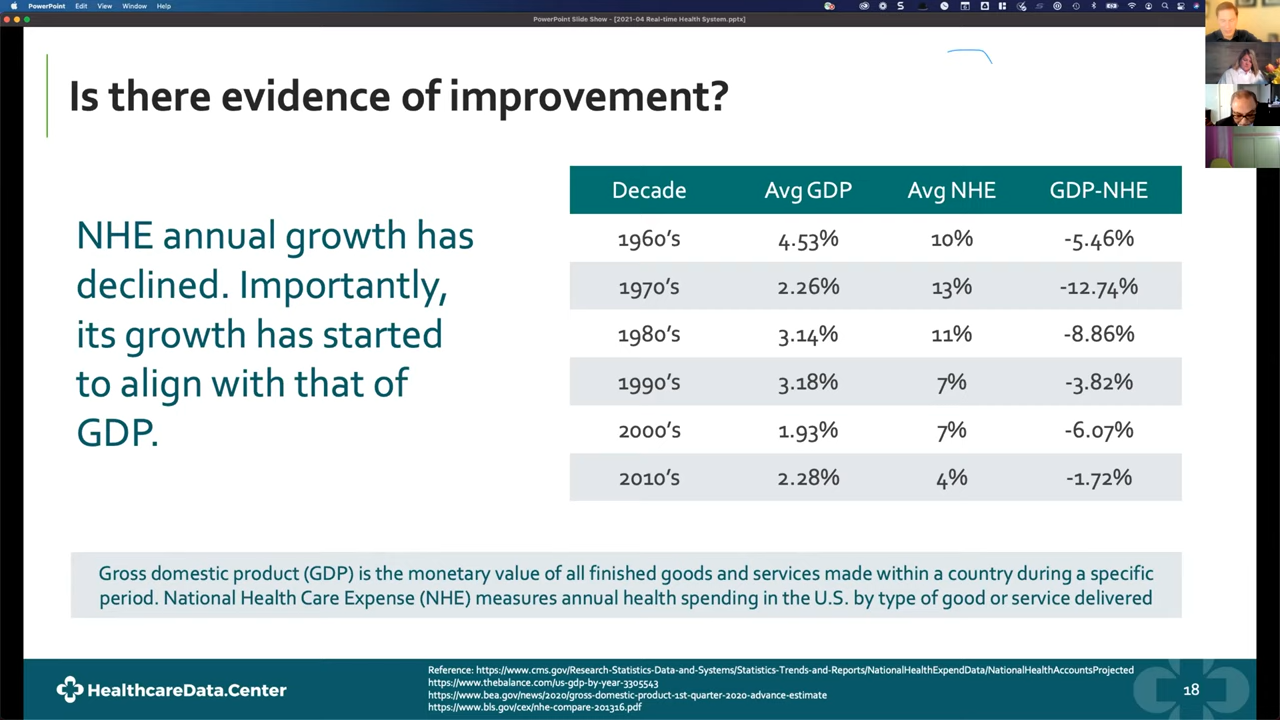 PowerPoint Edit View Window Help
PowerPoint Slide Show - [2021-04 Real-time Health System.pptx]
Is there evidence of improvement?
NHE annual growth has
declined. Importantly,
its growth has started
to align with that of
GDP.
Decade Avg GDP Avg NHE GDP-NHE
1960's 4.53% 10% -5.46%
1970's 2.26% 13% -12.74%
1980's 3.14% 11% -8.86%
1990's 3.18% 7% -3.82%
2000's 1.93% 7% -6.07%
2010's 2.28% 4% -1.72%
Gross domestic product (GDP) is the monetary value of all finished goods and services made within a country during a specific
period. National Health Care Expense (NHE) measures annual health spending in the U.S. by type of good or service delivered
Reference: https://www.cms.gov/Research-Statistics-Data-and-Systems/Statistics-Trends-and-Reports/NationalHealthExpendData/NationalHealthAccountsProjected
https://www.thebalance.com/us-gdp-by-year-3305543
https://www.bea.gov/news/2020/gross-domestic-product-1st-quarter-2020-advance-estimate
https://www.bls.gov/cex/nhe-compare-201316.pdf
HealthcareData.Center
18